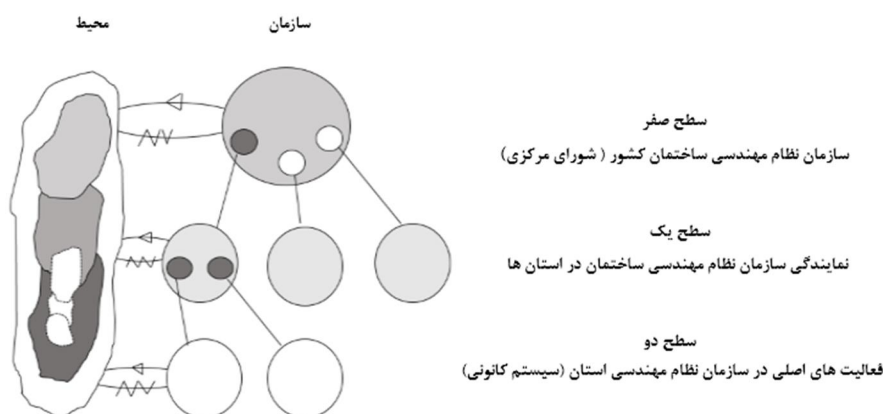 سازمان
محیط
سطح صفر
سازمان نظام مهندسی ساختمان کشور ( شورای مرکزی)
سطح یک
نمایندگی سازمان نظام مهندسی ساختمان در استان ها
سطح دو
فعالیت های اصلی در سازمان نظام مهندسی استان (سیستم کانونی)